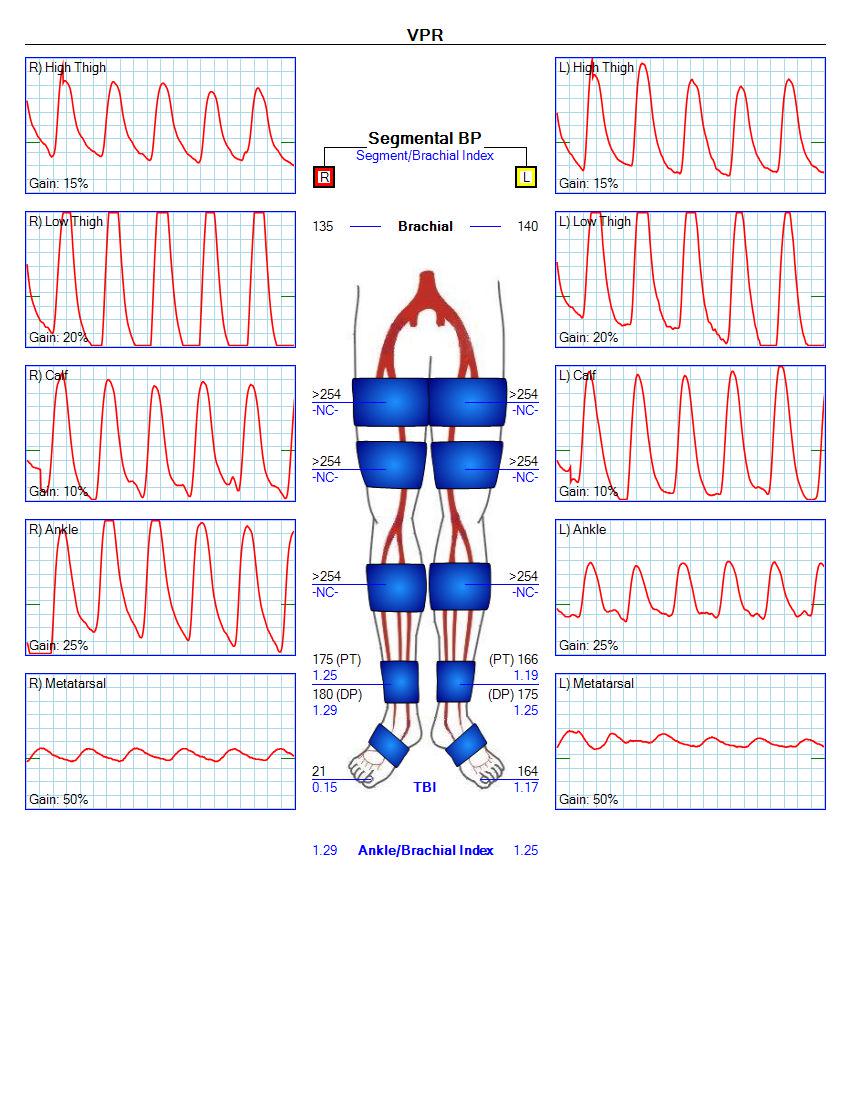 VPR
R) High Thigh
Gain: 15%
L) High Thigh
Gain: 15%
Segmental BP
Segment/Brachial Index
R
L
135 Brachial 140
R) Low Thigh
Gain: 20%
L) Low Thigh
Gain: 20%
R) Calf
Gain: 10%
L) Calf
Gain: 10%
>254 >254
-NC- -NC-
>254 >254
-NC- -NC-
R) Ankle
Gain: 25%
L) Ankle
Gain: 25%
>254 >254
-NC- -NC-
175 (PT) (PT) 166
1.25 1.19
180 (DP) (DP) 175
1.29 1.25
R) Metatarsal
Gain: 50%
L) Metatarsal
Gain: 50%
21 164
0.15 TBI 1.17
1.29 Ankle/Brachial Index 1.25